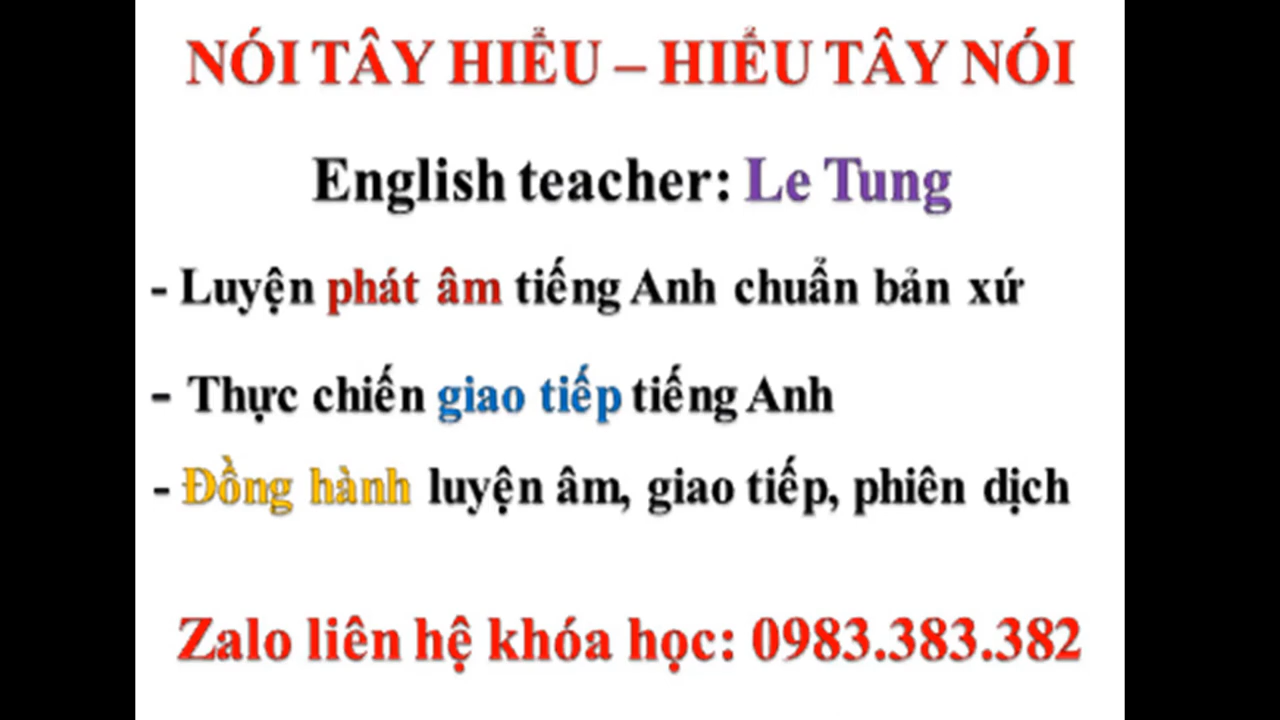 NÓI TÂY HIỂU – HIỂU TÂY NÓI
English teacher: Le Tung
- Luyện phát âm tiếng Anh chuẩn bản xứ
- Thực chiến giao tiếp tiếng Anh
- Đồng hành luyện âm, giao tiếp, phiên dịch
Zalo liên hệ khóa học: 0983.383.382